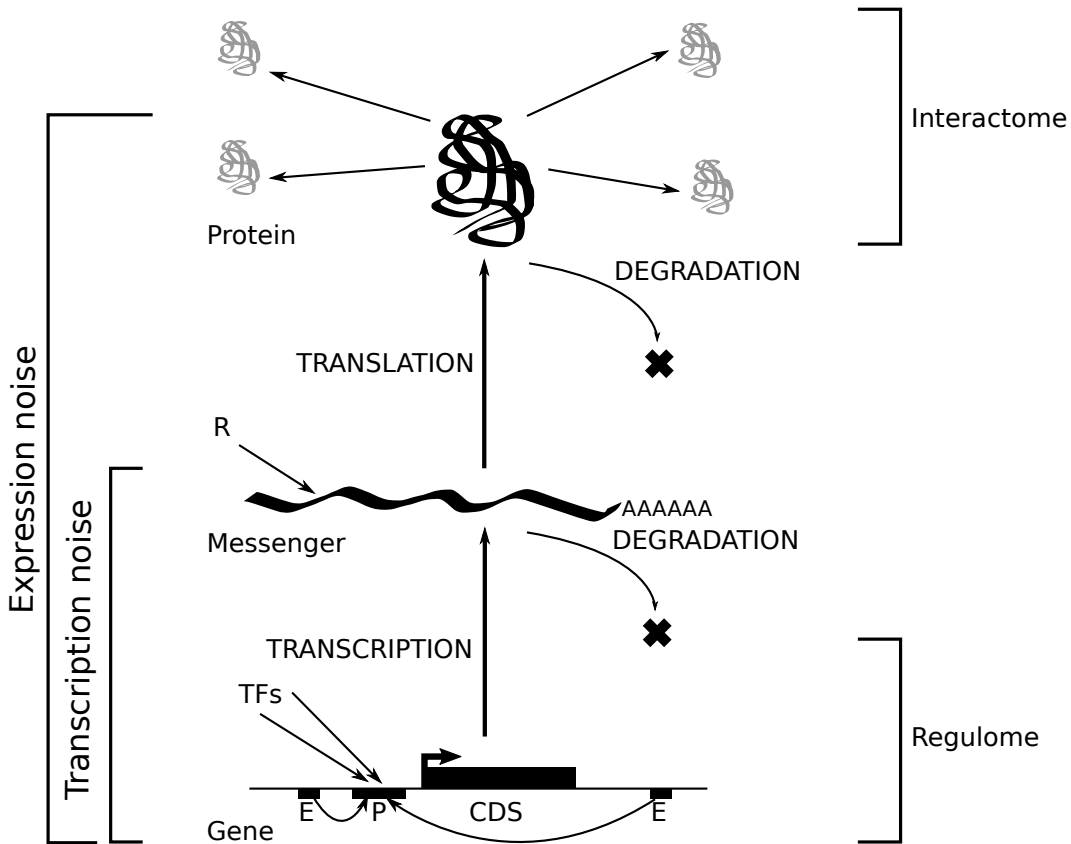 Interactome
Protein
DEGRADATION
TRANSLATION
Expression noise
R
AAAAAA
Messenger
DEGRADATION
Transcription noise
TRANSCRIPTION
TFs
Regulome
E
P
CDS
E
Gene